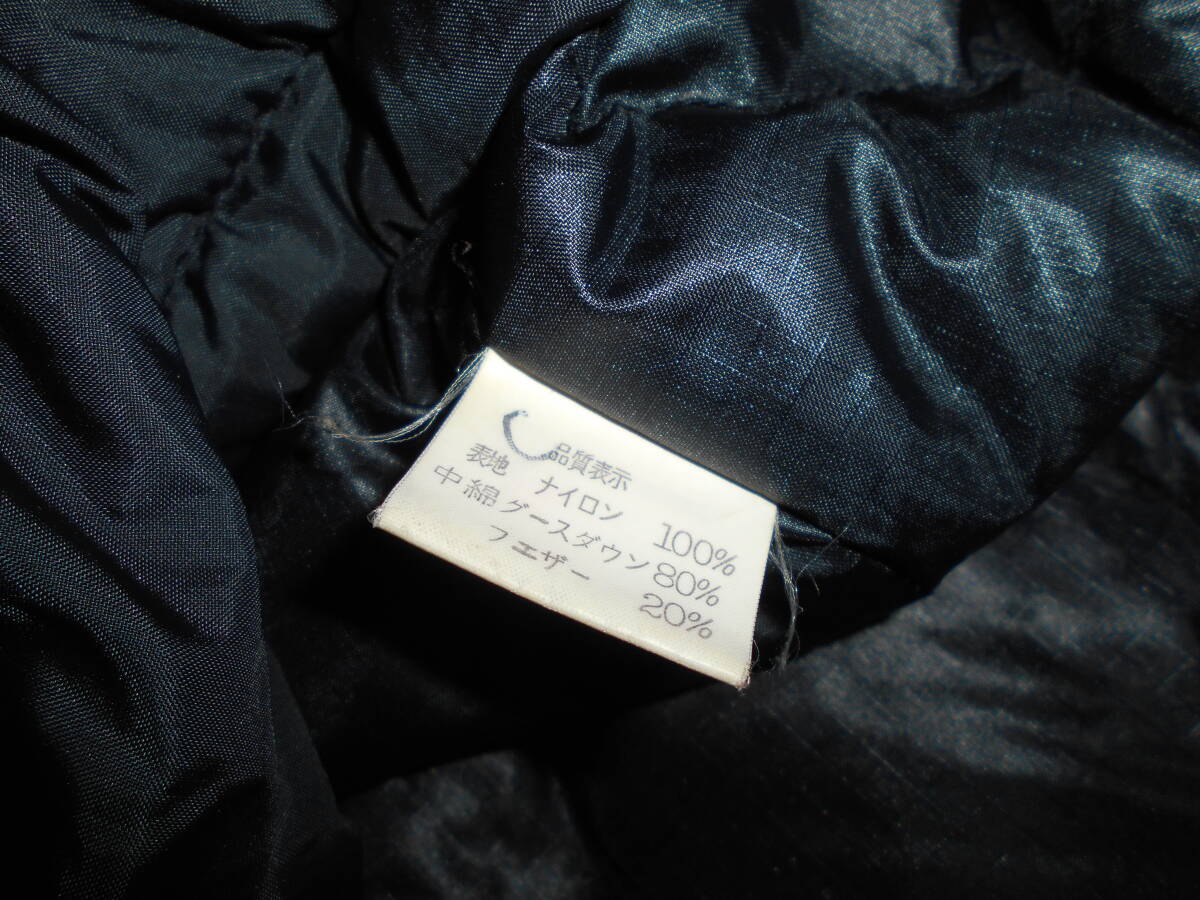 品質表示
表地 ナイロン 100%
中綿 グースダウン 80%
フエザー 20%